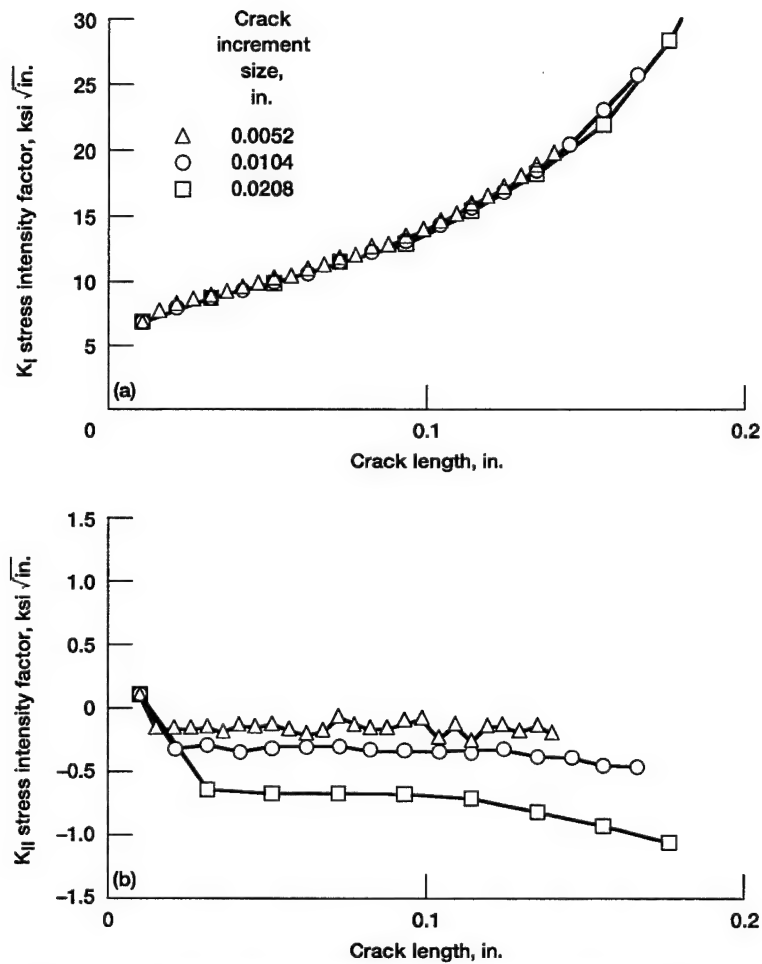 Crack
increment
size,
in.
0.0052
0.0104
0.0208
K_I stress intensity factor, ksi √in.
30
25
20
15
10
5
0
(a)
0.1
0.2
Crack length, in.
K_II stress intensity factor, ksi √in.
1.5
1.0
0.5
0
–0.5
–1.0
–1.5
(b)
0
0.1
0.2
Crack length, in.